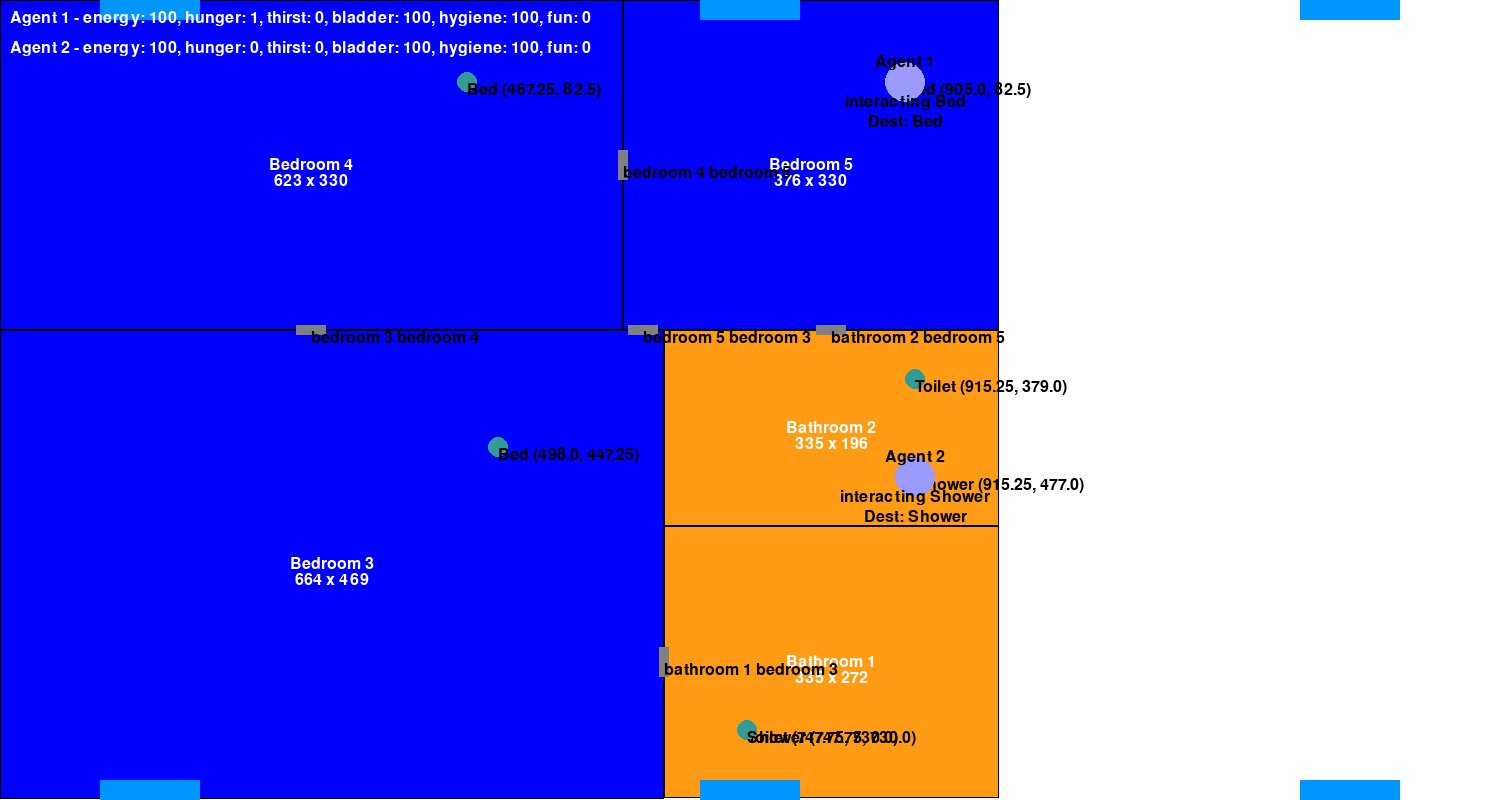 Agent 1 - energy: 100, hunger: 1, thirst: 0, bladder: 100, hygiene: 100, fun: 0
Agent 2 - energy: 100, hunger: 0, thirst: 0, bladder: 100, hygiene: 100, fun: 0
Agent 1
Bed (467.25, 82.5)
(905.0, 82.5)
interacting Bed
Dest: Bed
Bedroom 4
623 x 330
bedroom 4 bedroom
Bedroom 5
376 x 330
bedroom 3 bedroom 4
bedroom 5 bedroom 3
bathroom 2 bedroom 5
Toilet (915.25, 379.0)
Bathroom 2
335 x 196
Bed (498.0, 447.25)
Agent 2
(915.25, 477.0)
interacting Shower
Dest: Shower
Bedroom 3
664 x 469
Bathroom 1
335 x 272
bathroom 1 bedroom 3